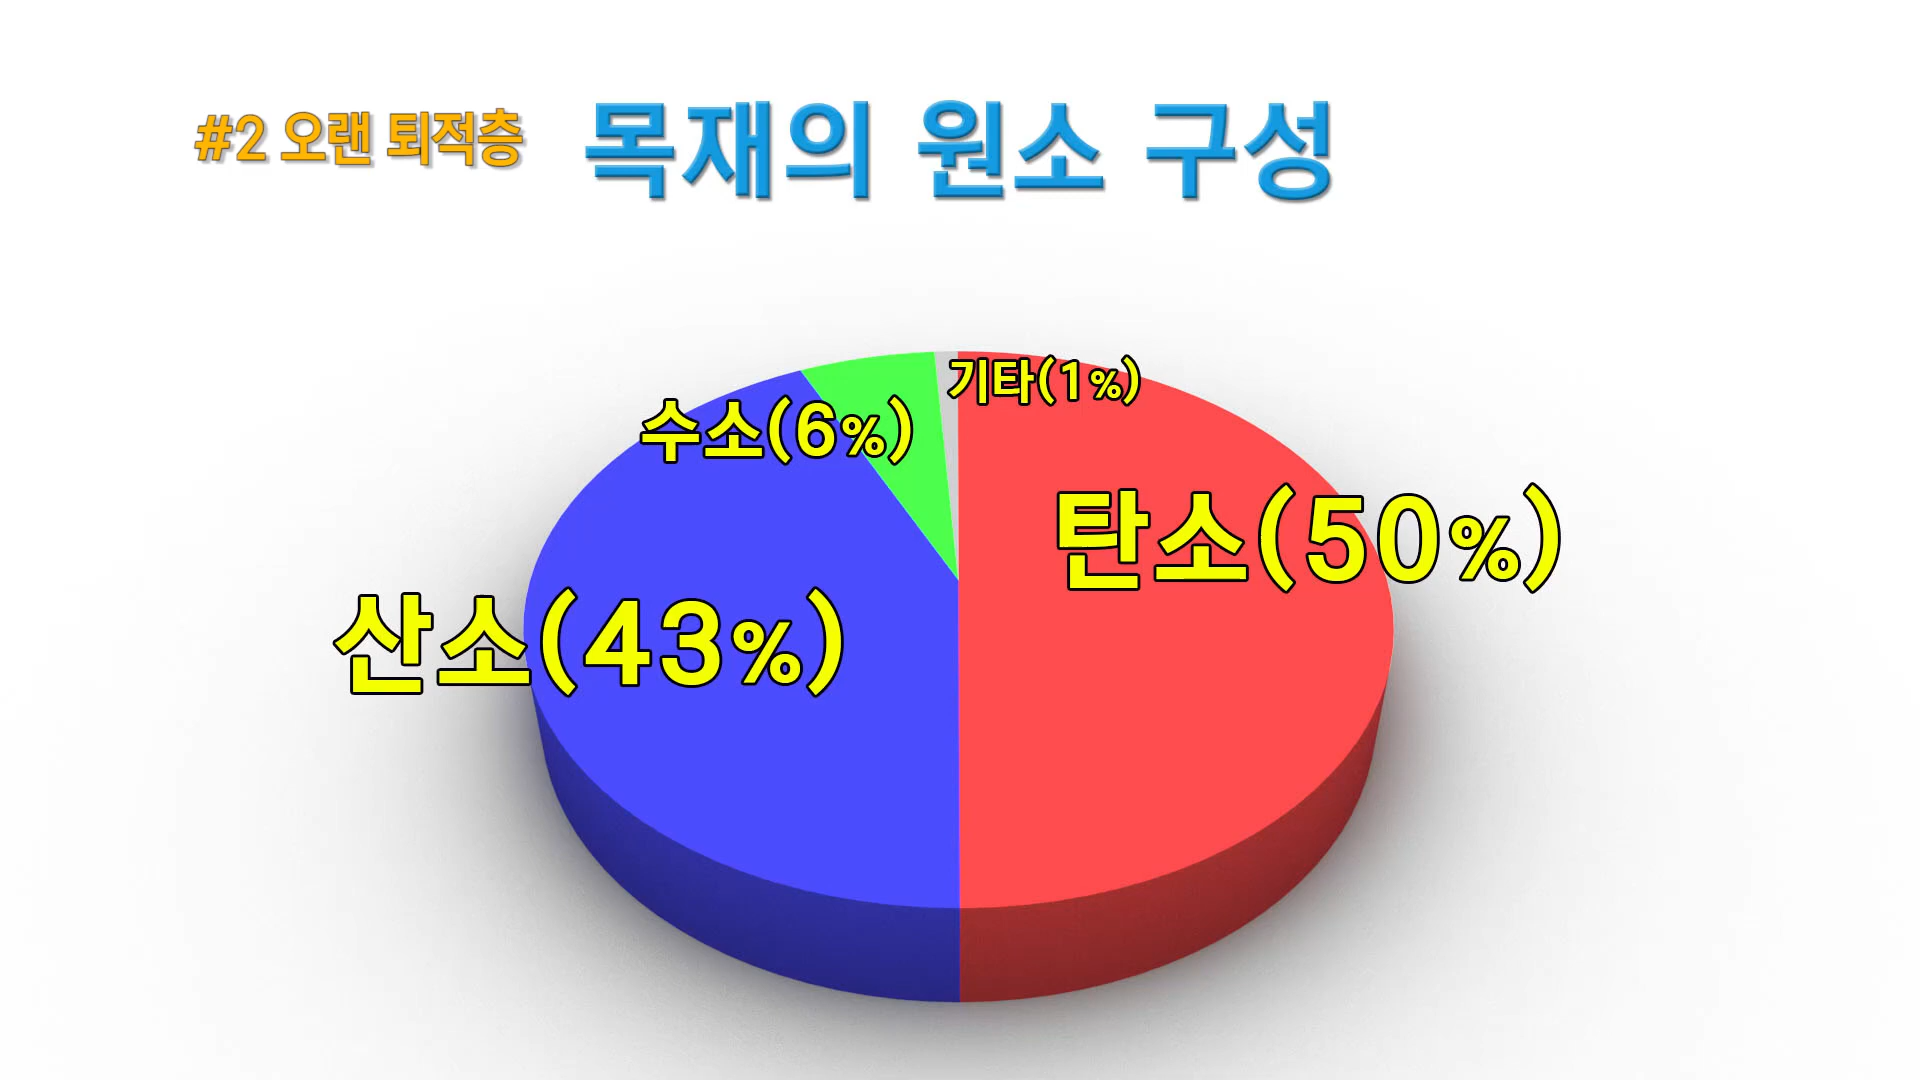 #2 오랜 퇴적층
목재의 원소 구성
기타(1%)
수소(6%)
탄소(50%)
산소(43%)